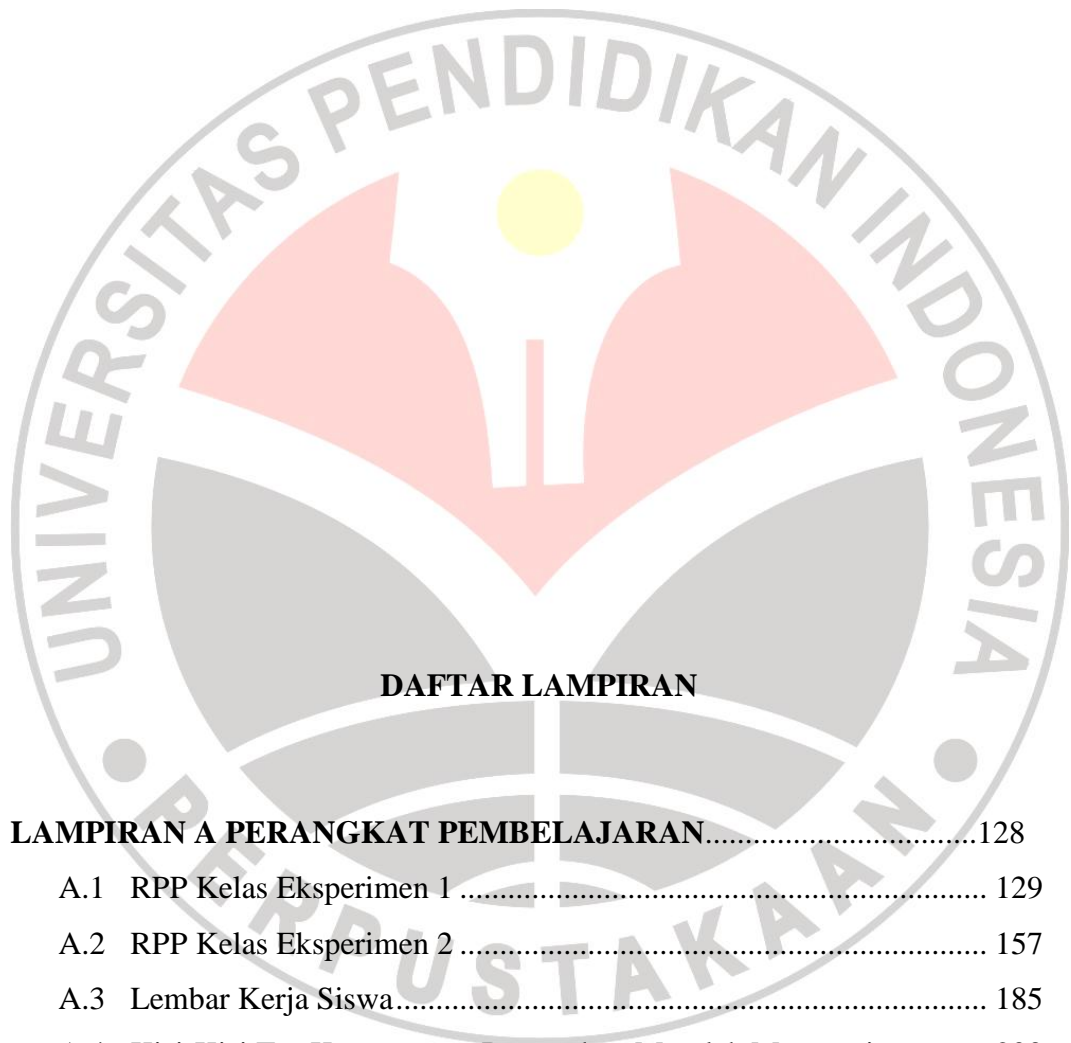 UNIVERSITAS PENDIDIKAN INDONESIA
DAFTAR LAMPIRAN
LAMPIRAN A PERANGKAT PEMBELAJARAN..................................128
A.1 RPP Kelas Eksperimen 1 .................................................................. 129
A.2 RPP Kelas Eksperimen 2 .................................................................. 157
A.3 Lembar Kerja Siswa.......................................................................... 185
PERPUSTAKAAN